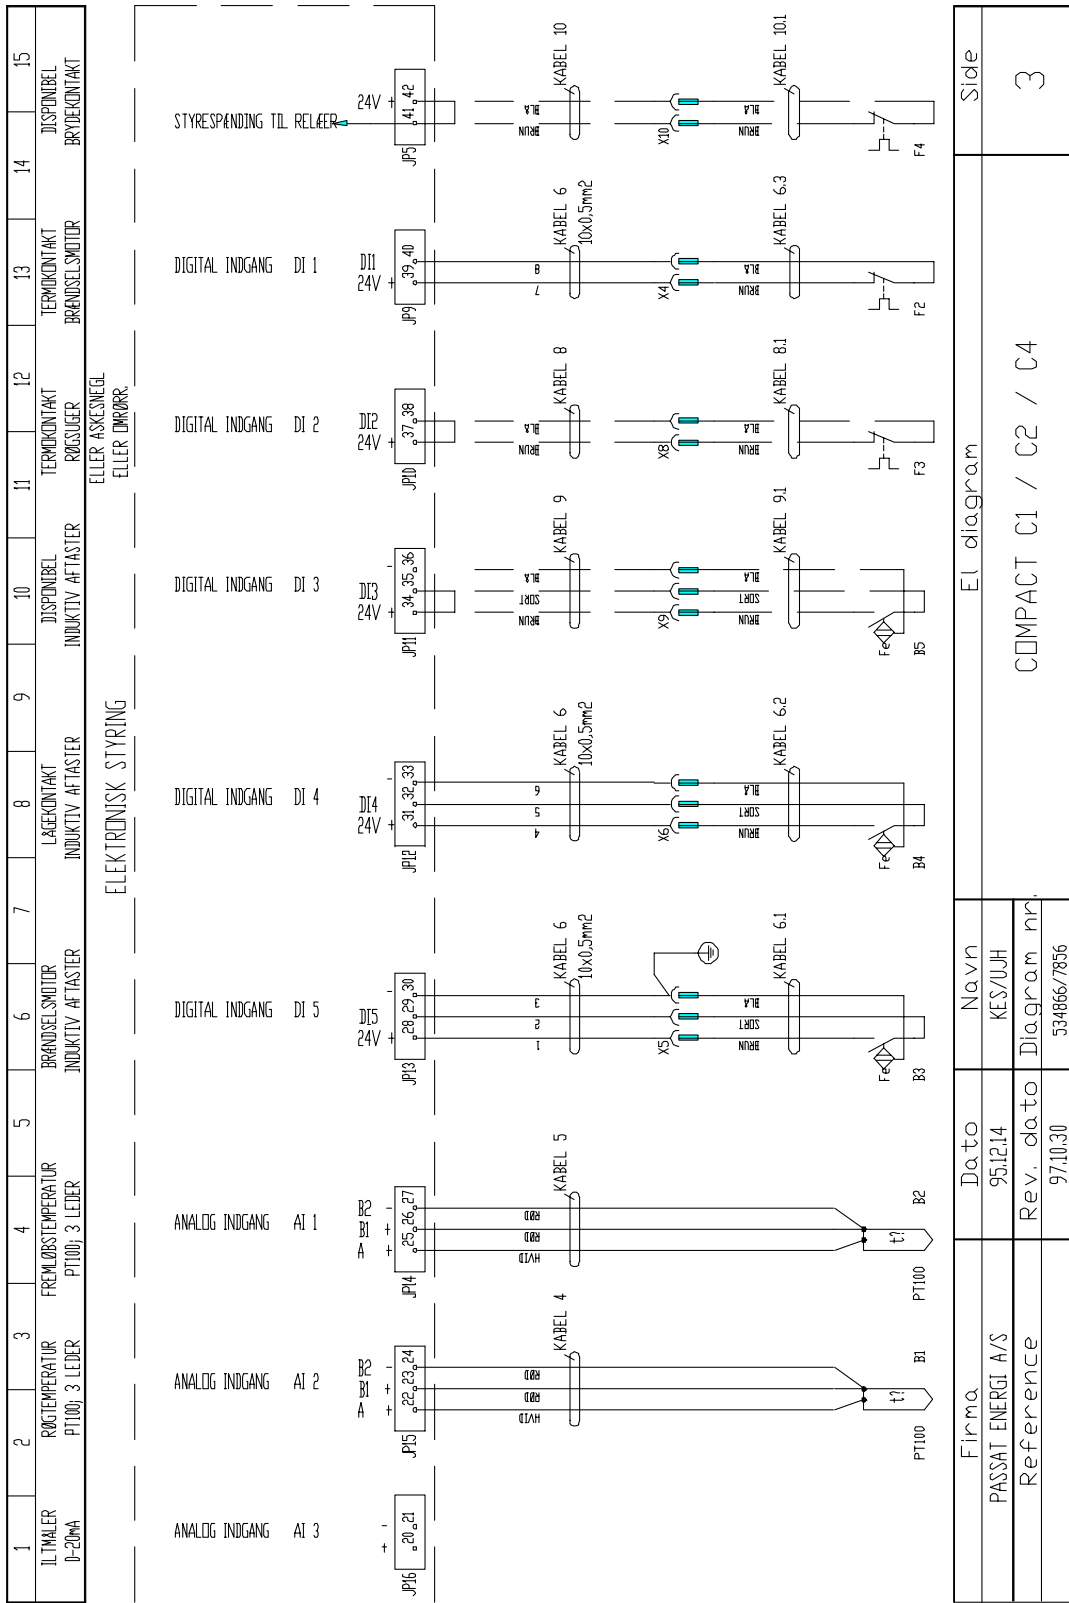 1 2 3 4 5 6 7 8 9 10 11 12 13 14 15
ILTMÅLER
0-20mA
RØGTEMPERATUR
PT100; 3 LEDER
FREMLØBSTEMPERATUR
PT100; 3 LEDER
BRÆNDSELSMOTOR
INDUKTIV AFTASTER
LÅGEKONTAKT
INDUKTIV AFTASTER
DISPONIBEL
INDUKTIV AFTASTER
TERMOKONTAKT
RØGSUGER
ELLER ASKESNEGL
ELLER OMRØRR.
TERMOKONTAKT
BRÆNDSELSMOTOR
DISPONIBEL
BRYDEKONTAKT
ELEKTRONISK STYRING
ANALOG INDGANG AI 3
ANALOG INDGANG AI 2
ANALOG INDGANG AI 1
DIGITAL INDGANG DI 5
DIGITAL INDGANG DI 4
DIGITAL INDGANG DI 3
DIGITAL INDGANG DI 2
DIGITAL INDGANG DI 1
STYRESPÆNDING TIL RELÆER
+ -
JP16 20 21
A B1 B2
+ + -
JP15 22 23 24
A B1 B2
+ + -
JP14 25 26 27
24V DI5
+ -
JP13 28 29 30
24V DI4
+ -
JP12 31 32 33
24V DI3
+ -
JP11 34 35 36
24V DI2
+
JP10 37 38
24V DI1
+
JP9 39 40
24V
+
JP5 41 42
HVID RØD RØD
KABEL 4
HVID RØD RØD
KABEL 5
1 2 3
KABEL 6
10x0,5mm2
4 5 6
KABEL 6
10x0,5mm2
BRUN SORT BLÅ
KABEL 9
BRUN BLÅ
KABEL 8
7 8
KABEL 6
10x0,5mm2
BRUN BLÅ
KABEL 10
X5 X6 X9 X8 X4 X10
BRUN SORT BLÅ
KABEL 6.1
BRUN SORT BLÅ
KABEL 6.2
BRUN SORT BLÅ
KABEL 9.1
BRUN BLÅ
KABEL 8.1
BRUN BLÅ
KABEL 6.3
BRUN BLÅ
KABEL 10.1
t?
PT100 B1
t?
PT100 B2
Fe
B3
Fe
B4
Fe
B5
F3
F2
F4
Firma
PASSAT ENERGI A/S
Reference
Dato
95.12.14
Rev. dato
97.10.30
Navn
KES/UJH
Diagram nr.
534866/7856
El diagram
COMPACT C1 / C2 / C4
Side
3